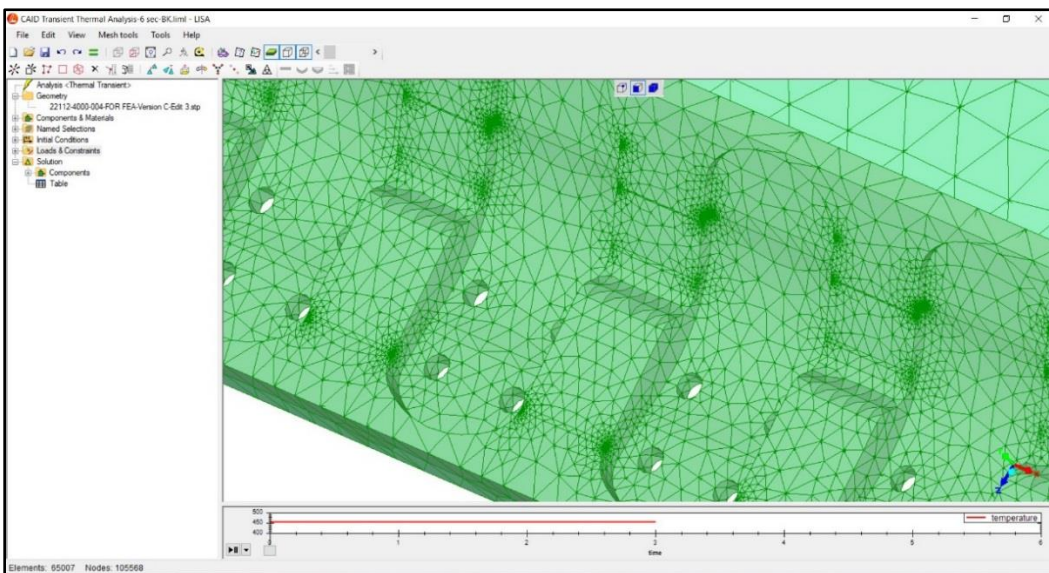 CAID Transient Thermal Analysis-6 sec-BK.liml - LISA
File Edit View Mesh tools Tools Help
Analysis <Thermal Transient>
Geometry
22112-4000-004-FOR FEA-Version C-Edit 3.stp
Components & Materials
Named Selections
Initial Conditions
Loads & Constraints
Solution
Components
Table
X
Z
500
450
400
temperature
0 1 2 3 4 5 6
time
Elements: 65007 Nodes: 105568